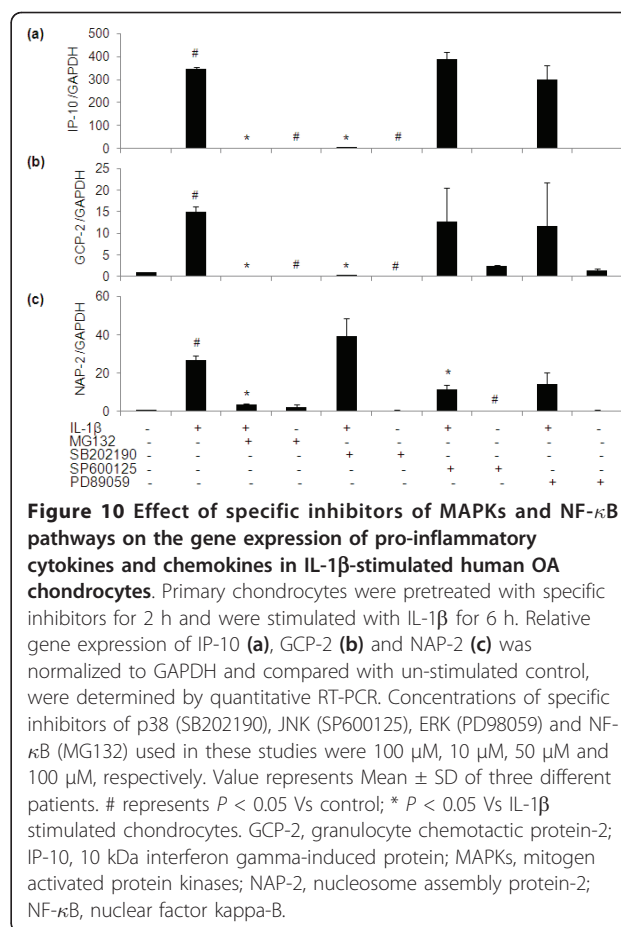 (a)
500
400
300
200
100
0
IP-10 /GAPDH
#
*
#
*
#
(b)
25
20
15
10
5
0
GCP-2 /GAPDH
#
*
#
*
#
(c)
60
40
20
0
NAP-2 /GAPDH
#
*
*
#
IL-1β - + + - + - + - + -
MG132 - - + + - - - - - -
SB202190 - - - - + + - - - -
SP600125 - - - - - - + + - -
PD89059 - - - - - - - - + +
Figure 10 Effect of specific inhibitors of MAPKs and NF-κB
pathways on the gene expression of pro-inflammatory
cytokines and chemokines in IL-1β-stimulated human OA
chondrocytes. Primary chondrocytes were pretreated with specific
inhibitors for 2 h and were stimulated with IL-1β for 6 h. Relative
gene expression of IP-10 (a), GCP-2 (b) and NAP-2 (c) was
normalized to GAPDH and compared with un-stimulated control,
were determined by quantitative RT-PCR. Concentrations of specific
inhibitors of p38 (SB202190), JNK (SP600125), ERK (PD98059) and NF-
κB (MG132) used in these studies were 100 μM, 10 μM, 50 μM and
100 μM, respectively. Value represents Mean ± SD of three different
patients. # represents P < 0.05 Vs control; * P < 0.05 Vs IL-1β
stimulated chondrocytes. GCP-2, granulocyte chemotactic protein-2;
IP-10, 10 kDa interferon gamma-induced protein; MAPKs, mitogen
activated protein kinases; NAP-2, nucleosome assembly protein-2;
NF-κB, nuclear factor kappa-B.